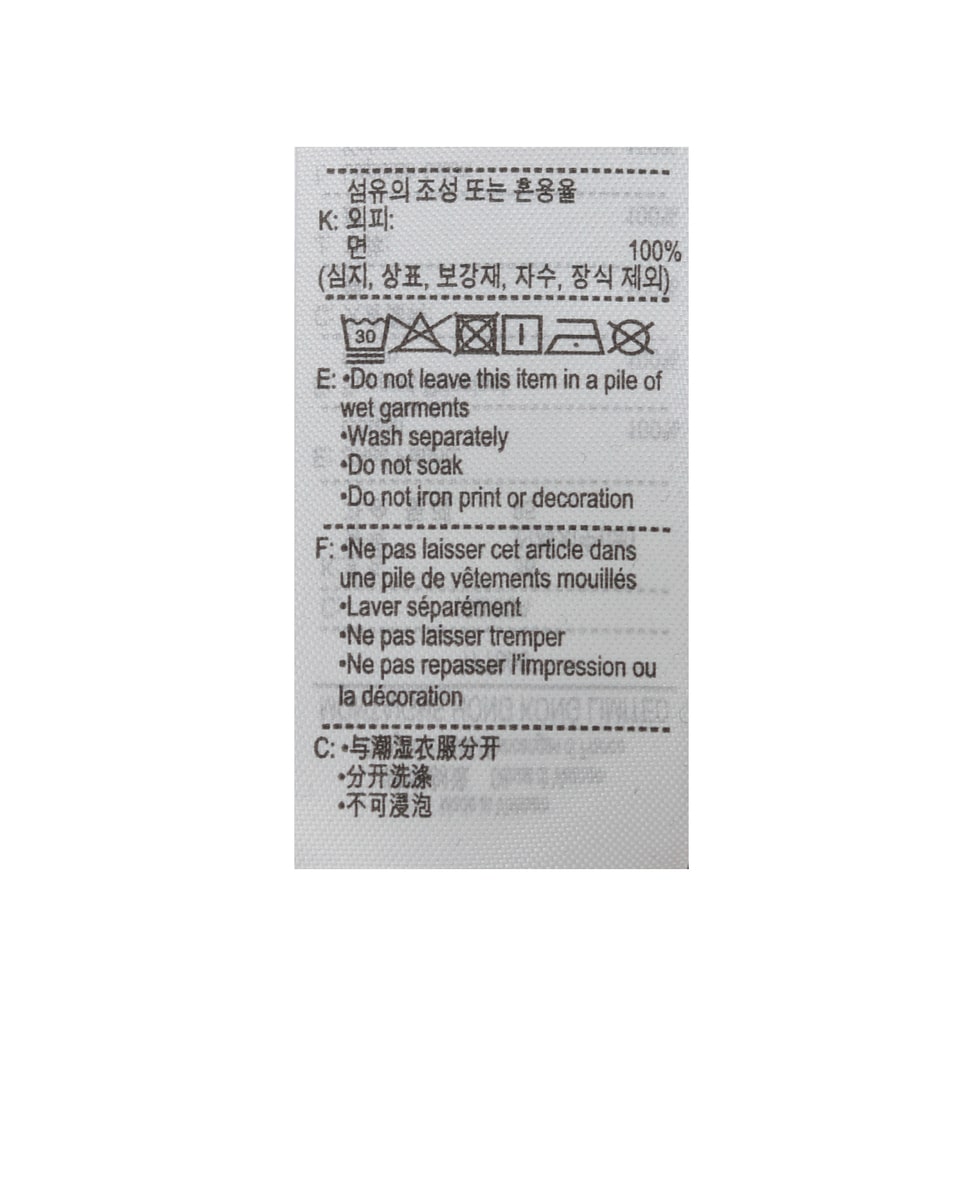 섬유의 조성 또는 혼용율
K: 외피:
면 100%
(심지, 상표, 보강재, 자수, 장식 제외)
30
E: •Do not leave this item in a pile of
wet garments
•Wash separately
•Do not soak
•Do not iron print or decoration
F: •Ne pas laisser cet article dans
une pile de vêtements mouillés
•Laver séparément
•Ne pas laisser tremper
•Ne pas repasser l'impression ou
la décoration
C: •与潮湿衣服分开
•分开洗涤
•不可浸泡